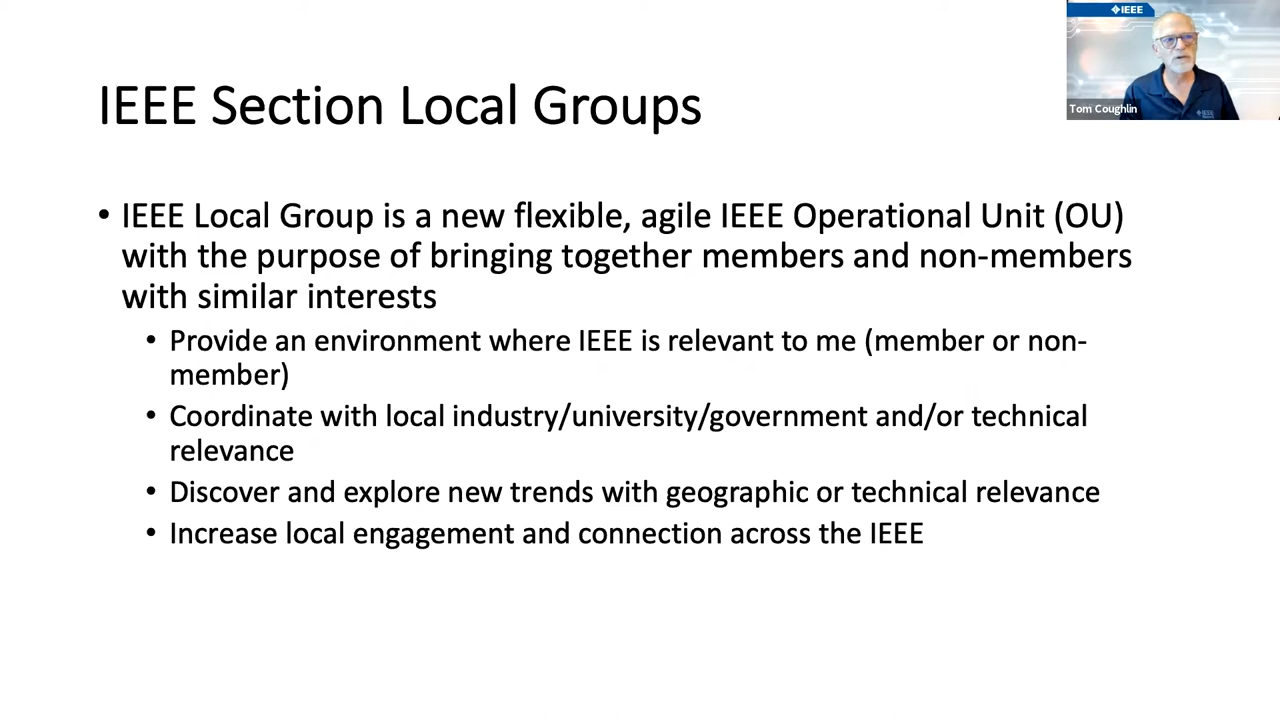 IEEE
Tom Coughlin
IEEE
IEEE Section Local Groups
• IEEE Local Group is a new flexible, agile IEEE Operational Unit (OU)
with the purpose of bringing together members and non-members
with similar interests
• Provide an environment where IEEE is relevant to me (member or non-
member)
• Coordinate with local industry/university/government and/or technical
relevance
• Discover and explore new trends with geographic or technical relevance
• Increase local engagement and connection across the IEEE